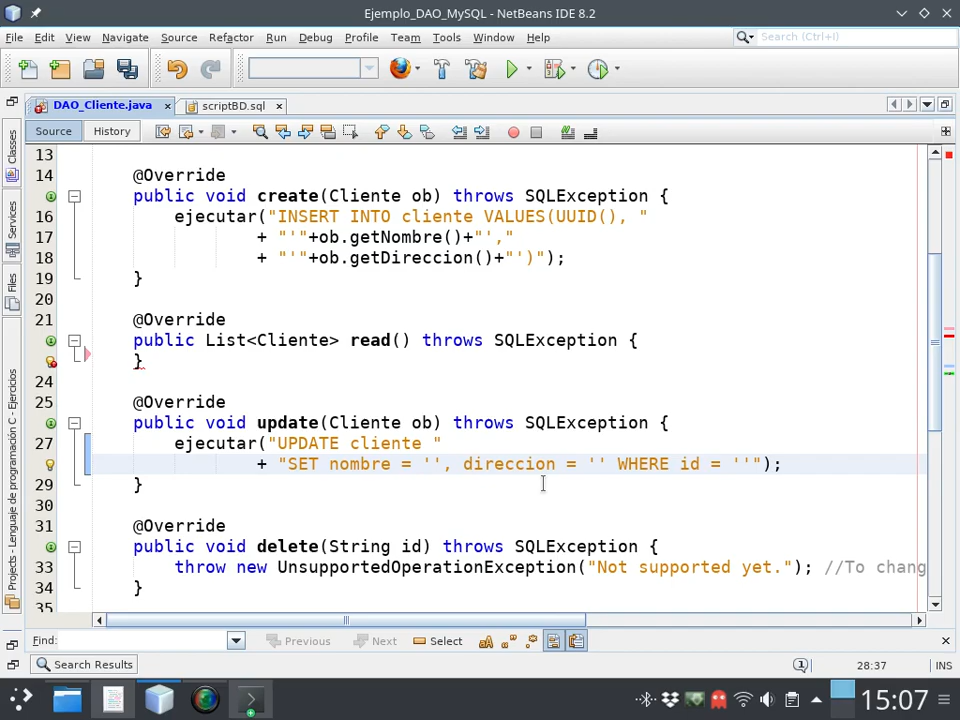 Ejemplo_DAO_MySQL - NetBeans IDE 8.2
File Edit View Navigate Source Refactor Run Debug Profile Team Tools Window Help
Search (Ctrl+I)
DAO_Cliente.java
scriptBD.sql
Source History
13
14 @Override
public void create(Cliente ob) throws SQLException {
16 ejecutar("INSERT INTO cliente VALUES(UUID(), "
17 + "'"+ob.getNombre()+"',"
18 + "'"+ob.getDireccion()+"')");
19 }
20
21 @Override
public List<Cliente> read() throws SQLException {
}
24
25 @Override
public void update(Cliente ob) throws SQLException {
27 ejecutar("UPDATE cliente "
+ "SET nombre = '', direccion = '' WHERE id = ''");
29 }
30
31 @Override
public void delete(String id) throws SQLException {
33 throw new UnsupportedOperationException("Not supported yet."); //To chang
34 }
35
Classes
Services
Files
Projects - Lenguaje de programación C - Ejercicios
Find: Previous Next Select
Search Results
1
28:37 INS
15:07